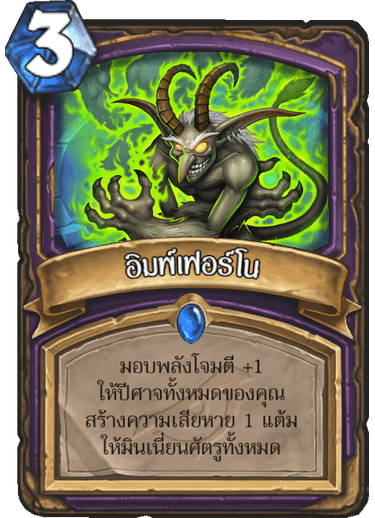 3
อิมพ์เฟอร์โน
มอบพลังโจมตี +1
ให้ปีศาจทั้งหมดของคุณ
สร้างความเสียหาย 1 แต้ม
ให้มินเนี่ยนศัตรูทั้งหมด